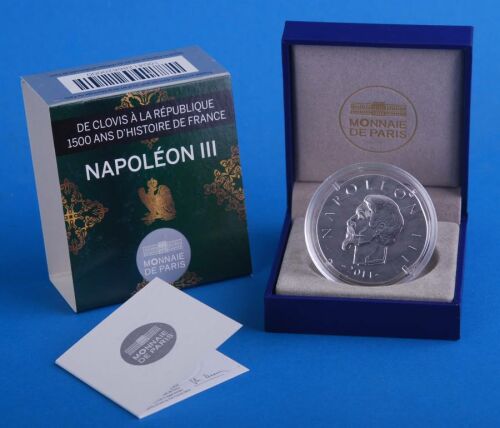 DE CLOVIS À LA RÉPUBLIQUE
1500 ANS D'HISTOIRE DE FRANCE
NAPOLÉON III
MONNAIE
DE PARIS
MONNAIE
DE PARIS
NAPOLEON III
MONNAIE
DE PARIS